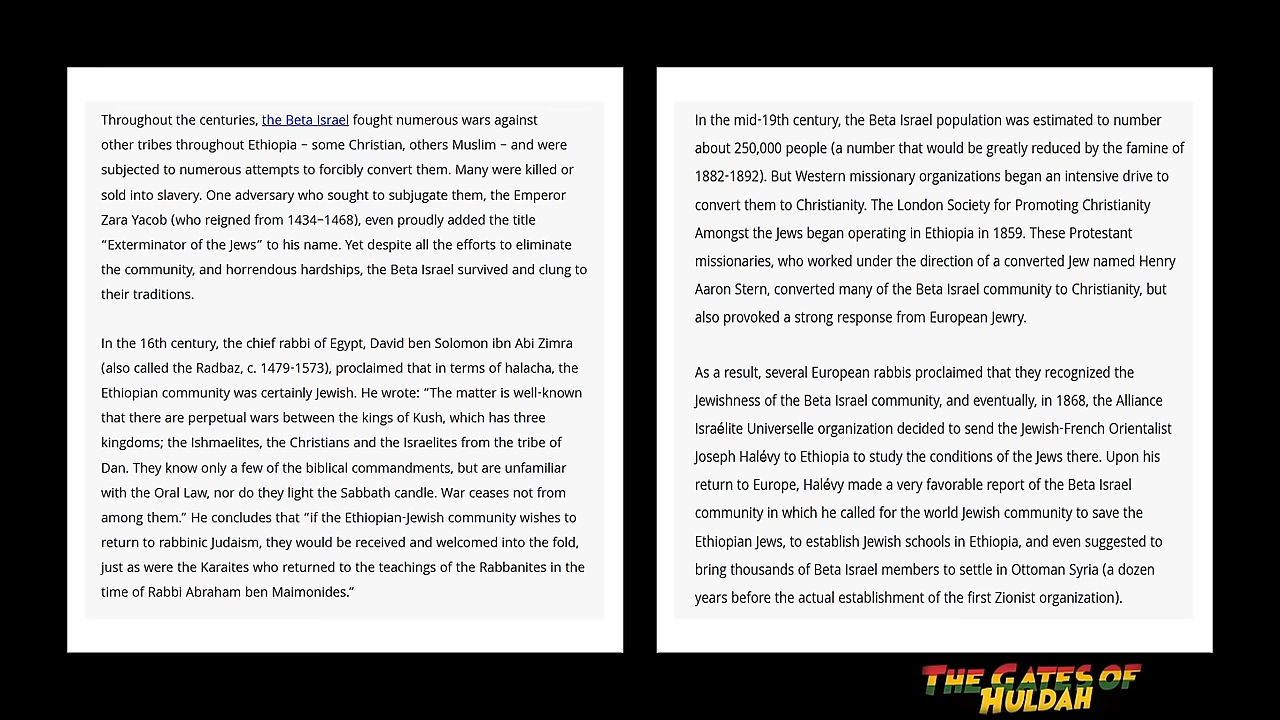 Throughout the centuries, the Beta Israel fought numerous wars against
other tribes throughout Ethiopia – some Christian, others Muslim – and were
subjected to numerous attempts to forcibly convert them. Many were killed or
sold into slavery. One adversary who sought to subjugate them, the Emperor
Zara Yacob (who reigned from 1434–1468), even proudly added the title
“Exterminator of the Jews” to his name. Yet despite all the efforts to eliminate
the community, and horrendous hardships, the Beta Israel survived and clung to
their traditions.
In the 16th century, the chief rabbi of Egypt, David ben Solomon ibn Abi Zimra
(also called the Radbaz, c. 1479-1573), proclaimed that in terms of halacha, the
Ethiopian community was certainly Jewish. He wrote: “The matter is well-known
that there are perpetual wars between the kings of Kush, which has three
kingdoms; the Ishmaelites, the Christians and the Israelites from the tribe of
Dan. They know only a few of the biblical commandments, but are unfamiliar
with the Oral Law, nor do they light the Sabbath candle. War ceases not from
among them.” He concludes that “if the Ethiopian-Jewish community wishes to
return to rabbinic Judaism, they would be received and welcomed into the fold,
just as were the Karaites who returned to the teachings of the Rabbanites in the
time of Rabbi Abraham ben Maimonides.”
In the mid-19th century, the Beta Israel population was estimated to number
about 250,000 people (a number that would be greatly reduced by the famine of
1882-1892). But Western missionary organizations began an intensive drive to
convert them to Christianity. The London Society for Promoting Christianity
Amongst the Jews began operating in Ethiopia in 1859. These Protestant
missionaries, who worked under the direction of a converted Jew named Henry
Aaron Stern, converted many of the Beta Israel community to Christianity, but
also provoked a strong response from European Jewry.
As a result, several European rabbis proclaimed that they recognized the
Jewishness of the Beta Israel community, and eventually, in 1868, the Alliance
Israélite Universelle organization decided to send the Jewish-French Orientalist
Joseph Halévy to Ethiopia to study the conditions of the Jews there. Upon his
return to Europe, Halévy made a very favorable report of the Beta Israel
community in which he called for the world Jewish community to save the
Ethiopian Jews, to establish Jewish schools in Ethiopia, and even suggested to
bring thousands of Beta Israel members to settle in Ottoman Syria (a dozen
years before the actual establishment of the first Zionist organization).
THE GATES OF
HULDAH